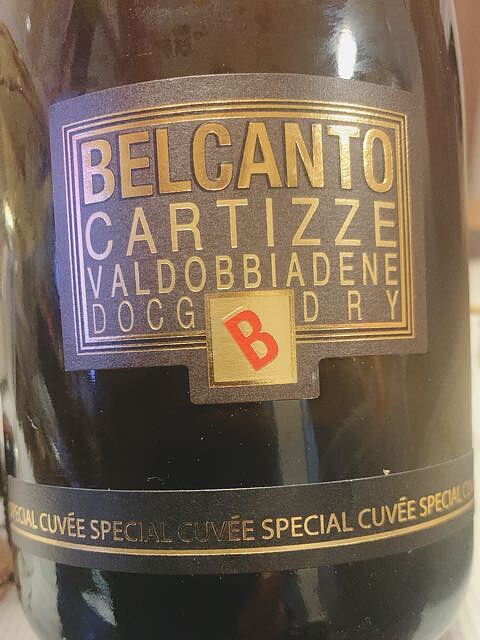 BELCANTO
CARTIZZE
VALDOBBIADENE
DOCG B DRY
SPECIAL CUVÉE SPECIAL CUVÉE SPECIAL CUVÉE SPECIAL